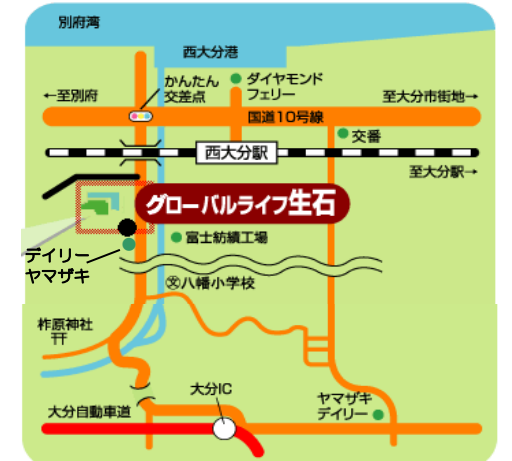 別府湾
西大分港
かんたん
交差点
ダイヤモンド
フェリー
←至別府
至大分市街地→
国道10号線
交番
西大分駅
至大分駅→
グローバルライフ生石
富士紡績工場
デイリー
ヤマザキ
文八幡小学校
柞原神社
大分IC
大分自動車道
ヤマザキ
デイリー